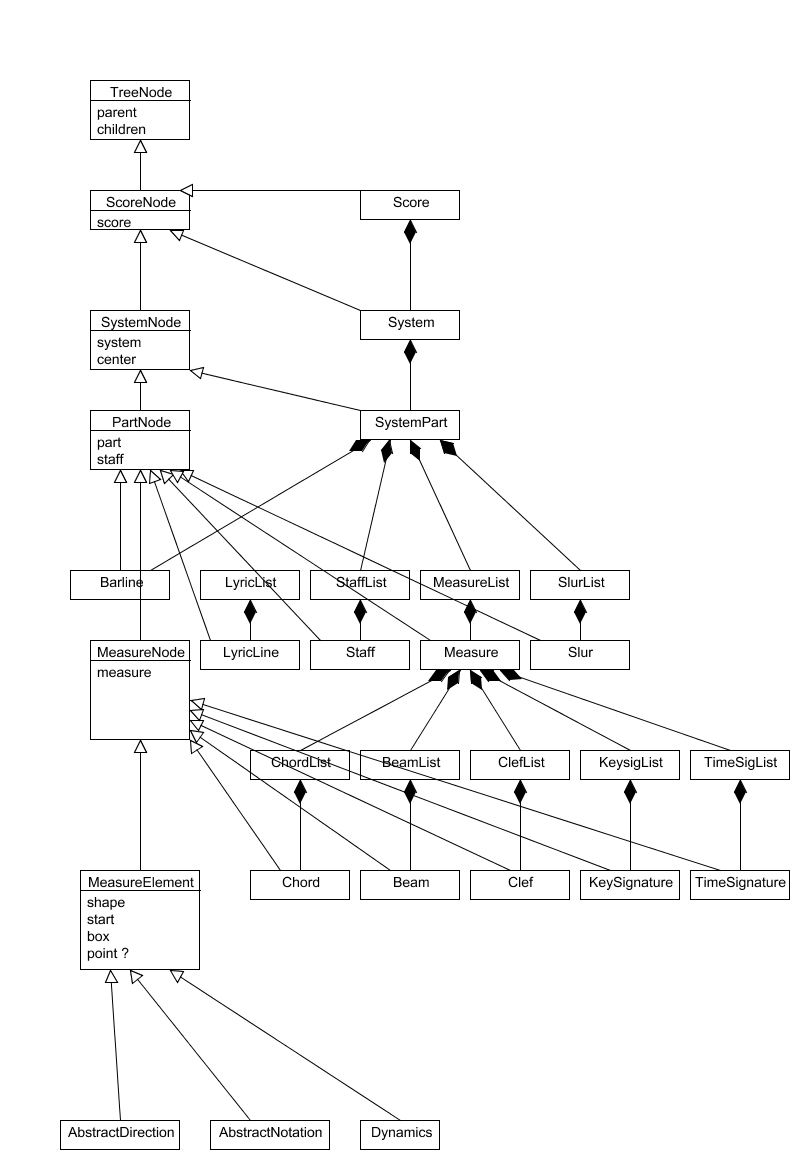 TreeNode
parent
children
ScoreNode
score
Score
SystemNode
system
center
System
PartNode
part
staff
SystemPart
Barline
LyricList
StaffList
MeasureList
SlurList
MeasureNode
measure
LyricLine
Staff
Measure
Slur
ChordList
BeamList
ClefList
KeysigList
TimeSigList
MeasureElement
shape
start
box
point ?
Chord
Beam
Clef
KeySignature
TimeSignature
AbstractDirection
AbstractNotation
Dynamics